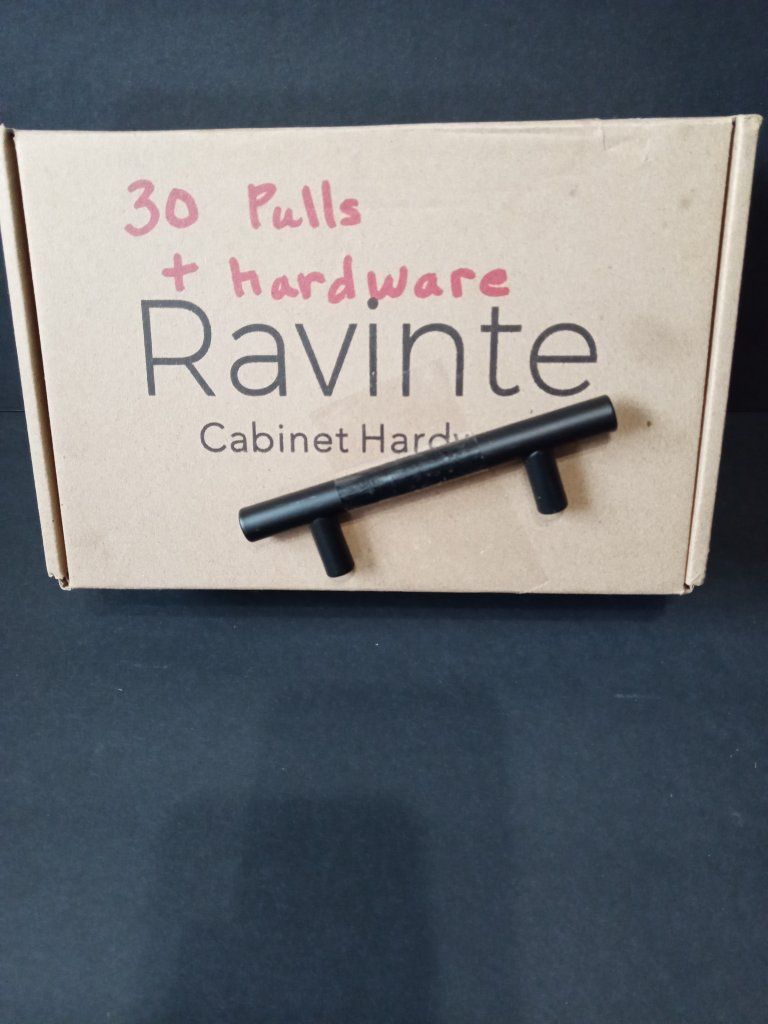 30 Pulls
+ hardware
Ravinte
Cabinet Hardw